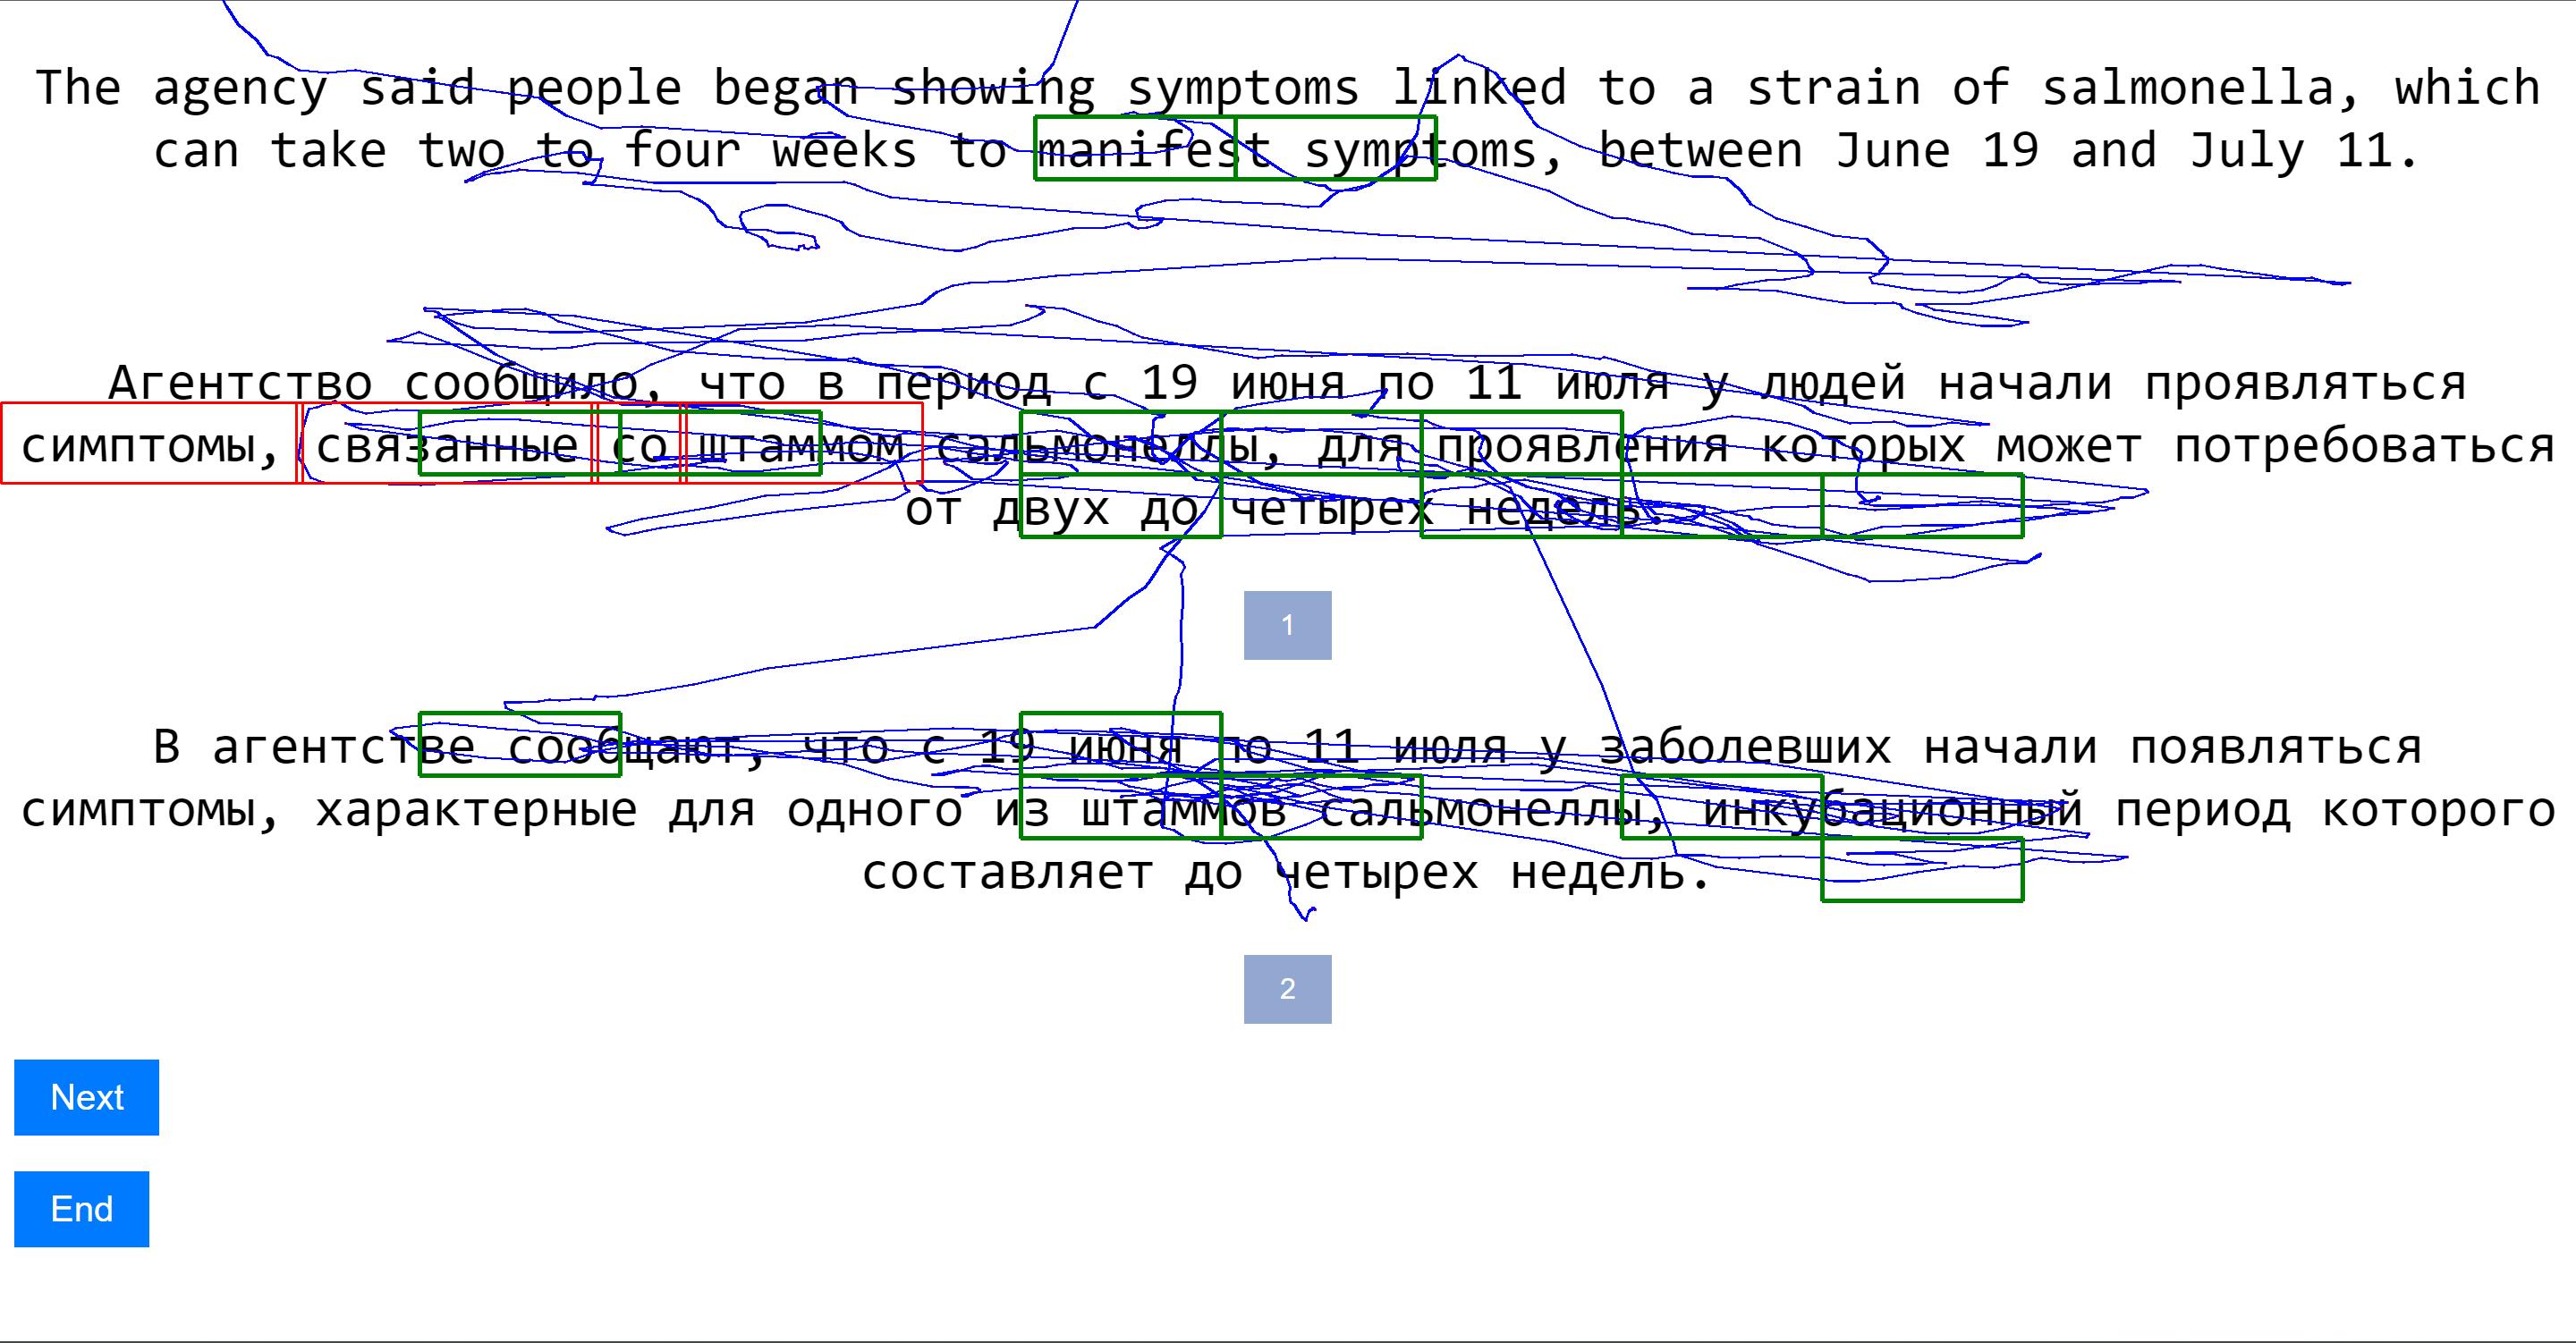 The agency said people began showing symptoms linked to a strain of salmonella, which
can take two to four weeks to manifest symptoms, between June 19 and July 11.
Агентство сообщило, что в период с 19 июня по 11 июля у людей начали проявляться
симптомы, связанные со штаммом сальмонеллы, для проявления которых может потребоваться
от двух до четырех недель.
1
В агентстве сообщают, что с 19 июня по 11 июля у заболевших начали появляться
симптомы, характерные для одного из штаммов сальмонеллы, инкубационный период которого
составляет до четырех недель.
2
Next
End